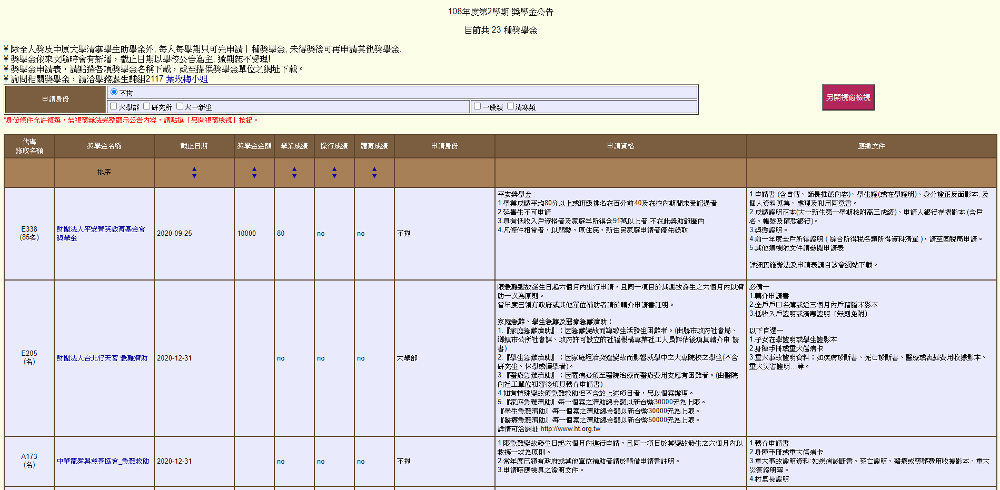 108年度第2學期 獎學金公告
目前共 23 種獎學金
¥ 除全人獎及中原大學清寒學生助學金外, 每人每學期只可先申請 | 種獎學金, 未得獎後可再申請其他獎學金.
¥ 獎學金依來文隨時會有新增，截止日期以學校公告為主, 逾期恕不受理!
¥ 獎學金申請表，請點選各項獎學金名稱下載，或至提供獎學金單位之網址下載。
¥ 詢問相關獎學金，請洽學務處生輔組2117 葉玫梅小姐
申請身份
不拘
大學部 研究所 大一新生
一般類 清寒類
另開視窗檢視
*身份條件允許複選，若視窗無法完整顯示公告內容，請點選「另開視窗檢視」按鈕。
代碼
錄取名額
獎學金名稱
截止日期
獎學金金額
學業成績
操行成績
體育成績
申請身份
申請資格
應繳文件
排序
▲ ▲ ▲ ▲ ▲
▼ ▼ ▼ ▼ ▼
E338
(85名)
財團法人平安菁英教育基金會
獎學金
2020-09-25
10000
80
no
no
不拘
平安獎學金 :
1.學業成績平均80分以上或班級排名在百分前40及在校內期間未受記過者
2.延畢生不可申請
3.具有低收入戶資格者及家庭年所得含91萬以上者,不在此獎助範圍內
4.凡條件相當者，以弱勢、原住民、新住民家庭申請者優先錄取
1.申請書 (含自傳、師長推薦內容)、學生證(或在學證明)、身分證正反面影本, 及
個人資料蒐集、處理及利用同意書。
2.成績證明正本(大一新生第一學期檢附高三成績)、申請人銀行存摺影本 (含戶
名、帳號及匯款銀行)。
3.獎懲證明。
4.前一年度全戶所得證明 ( 綜合所得稅各類所得資料清單 )，請至國稅局申請。
5.其他須檢附文件請參閱申請表
詳細實施辦法及申請表請自該會網站下載。
E205
(名)
財團法人台北行天宮 急難濟助
2020-12-31
no
no
no
大學部
限急難變故發生日起六個月內進行申請，且同一項目於其變故發生之六個月內以濟
助一次為原則。
當年度已領有政府或其他單位補助者請於轉介申請書註明。
家庭急難、學生急難及醫療急難濟助：
1.『家庭急難濟助』：因急難變故而導致生活發生困難者。(由縣市政府社會局、
鄉鎮市公所社會課、政府許可設立的社福機構專業社工人員評估後填具轉介申 請
書)
2.『學生急難濟助』：因家庭經濟突逢變故而影響就學中之大專院校之學生(不含
研究生、休學或輟學者)。
3.『醫療急難濟助』：因罹病必須至醫院治療而醫療費用支應有困難者。(由醫院
內社工單位初審後填具轉介申請書)
4.如有特殊變故須急難救助但不含於上述項目者，另以個案辦理。
5.『家庭急難濟助』每一個案之濟助總金額以新台幣30000元為上限。
『學生急難濟助』每一個案之濟助總金額以新台幣30000元為上限。
『醫療急難濟助』每一個案之濟助總金額以新台幣50000元為上限。
詳情可洽網址 http://www.ht.org.tw
必備一
1.轉介申請書
2.全戶戶口名簿或近三個月內戶籍謄本影本
3.低收入戶證明或清寒證明〔無則免附〕
以下自選一
1.子女在學證明或學生證影本
2.身障手冊或重大傷病卡
3.重大事故證明資料：如疾病診斷書、死亡診斷書、醫療或喪葬費用收據影本、
重大災害證明...等。
A173
(名)
中華龍舜興慈善協會_急難救助
2020-12-31
no
no
no
不拘
1.限急難變故發生日起六個月內進行申請，且同一項目於其變故發生之六個月內以
救援一次為原則。
2.當年度已領有政府或其他單位補助者請於轉借申請書註明。
3.申請時應檢具之證明文件。
1.轉介申請書
2.身障手冊或重大傷病卡
3.重大事故證明資料:如疾病診斷書、死亡證明、醫療或喪葬費用收據影本、重大
災害證明等。
4.村里長證明